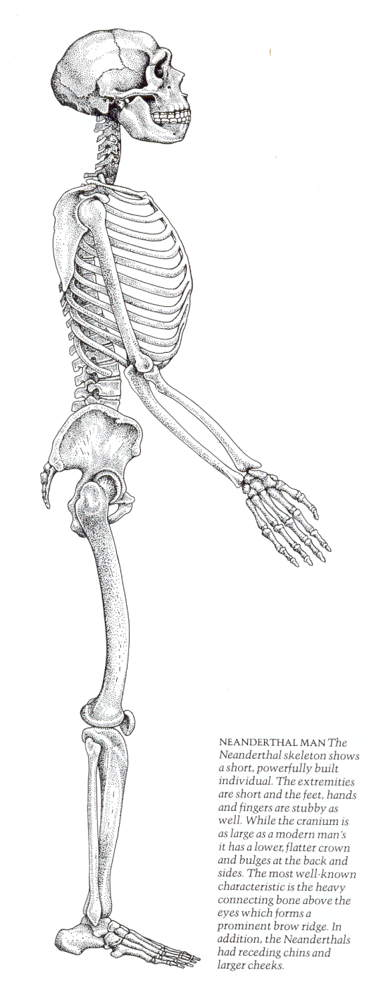 NEANDERTHAL MAN The
Neanderthal skeleton shows
a short, powerfully built
individual. The extremities
are short and the feet, hands
and fingers are stubby as
well. While the cranium is
as large as a modern man's
it has a lower, flatter crown
and bulges at the back and
sides. The most well-known
characteristic is the heavy
connecting bone above the
eyes which forms a
prominent brow ridge. In
addition, the Neanderthals
had receding chins and
larger cheeks.